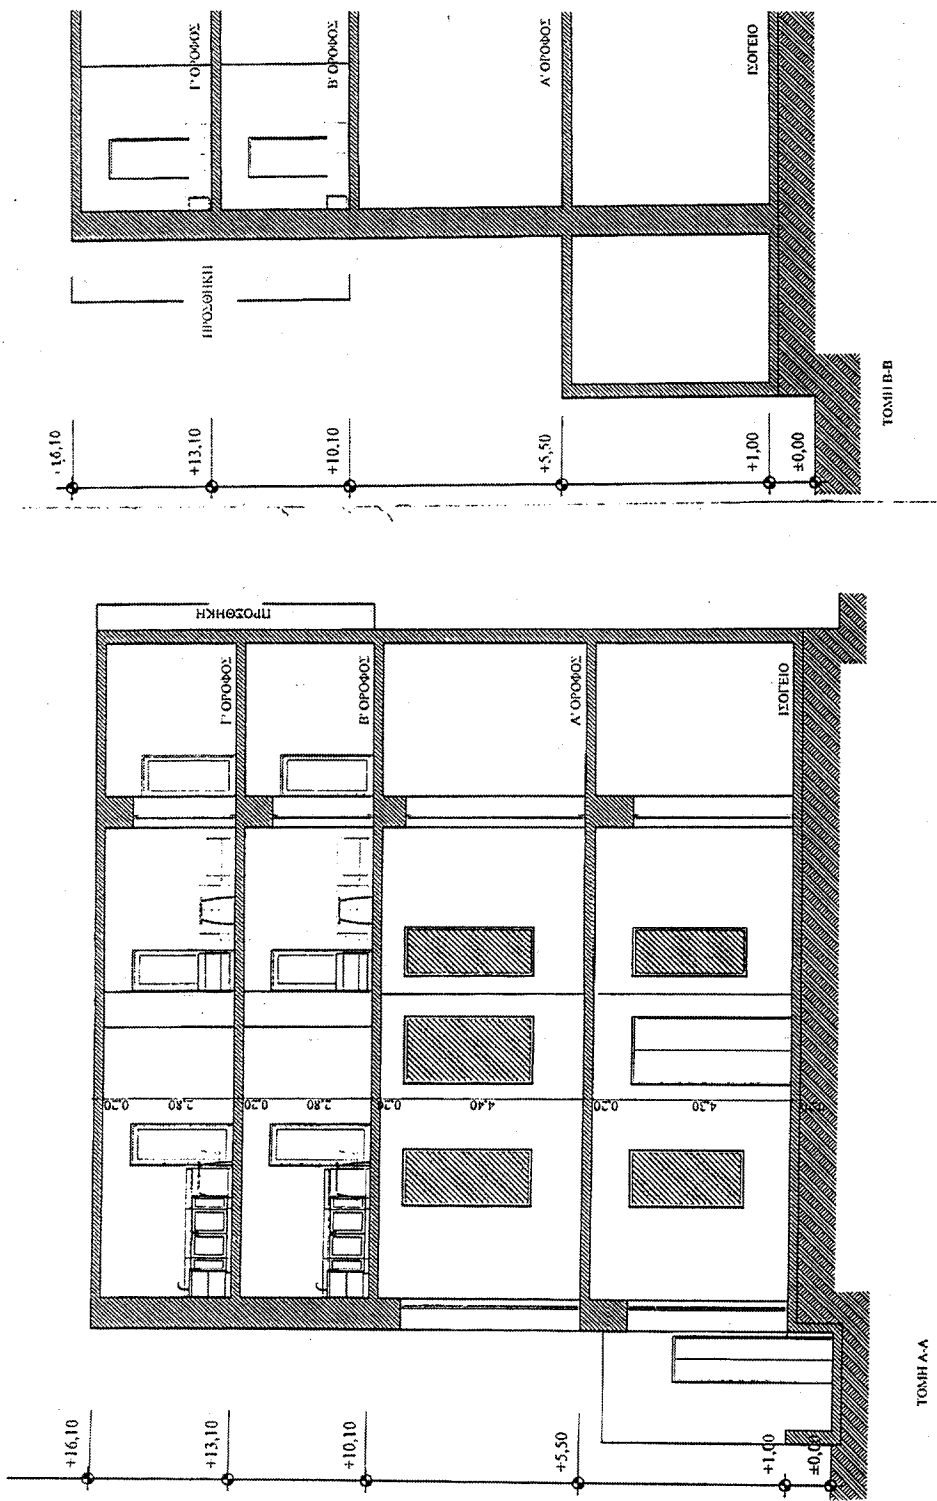 Γ' ΟΡΟΦΟΣ
Β' ΟΡΟΦΟΣ
Α' ΟΡΟΦΟΣ
ΙΣΟΓΕΙΟ
ΠΡΟΣΘΗΚΗ
+16,10
+13,10
+10,10
+5,50
+1,00
±0,00
ΤΟΜΗ Β-Β
ΠΡΟΣΘΗΚΗ
Γ' ΟΡΟΦΟΣ
Β' ΟΡΟΦΟΣ
Α' ΟΡΟΦΟΣ
ΙΣΟΓΕΙΟ
0,20
2,80
0,20
2,80
0,20
4,40
0,20
4,30
+16,10
+13,10
+10,10
+5,50
+1,00
±0,00
ΤΟΜΗ Α-Α